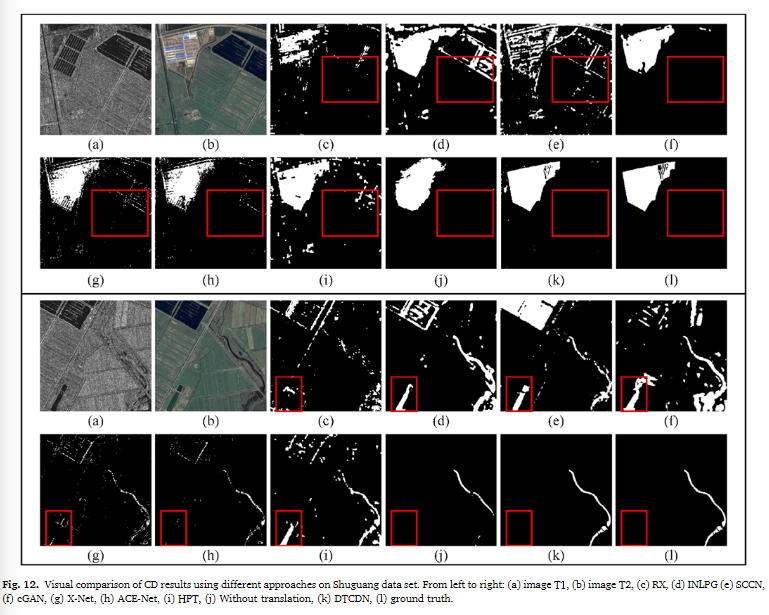 (a) (b) (c) (d) (e) (f)
(g) (h) (i) (j) (k) (l)
(a) (b) (c) (d) (e) (f)
(g) (h) (i) (j) (k) (l)
Fig. 12. Visual comparison of CD results using different approaches on Shuguang data set. From left to right: (a) image T1, (b) image T2, (c) RX, (d) INLPG (e) SCCN,
(f) cGAN, (g) X-Net, (h) ACE-Net, (i) HPT, (j) Without translation, (k) DTCDN, (l) ground truth.